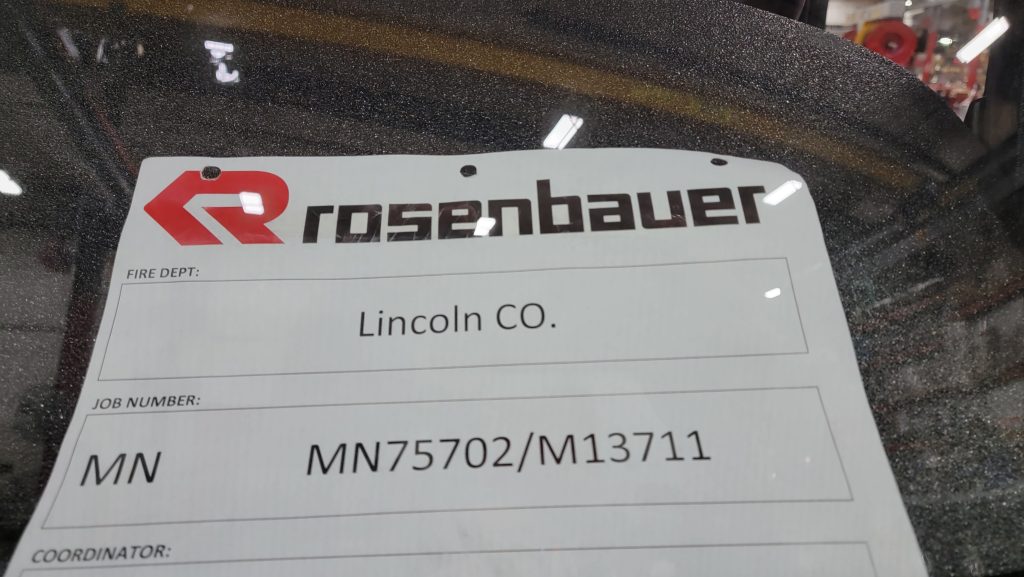 rosenbauer
FIRE DEPT:
Lincoln CO.
JOB NUMBER:
MN MN75702/M13711
COORDINATOR: